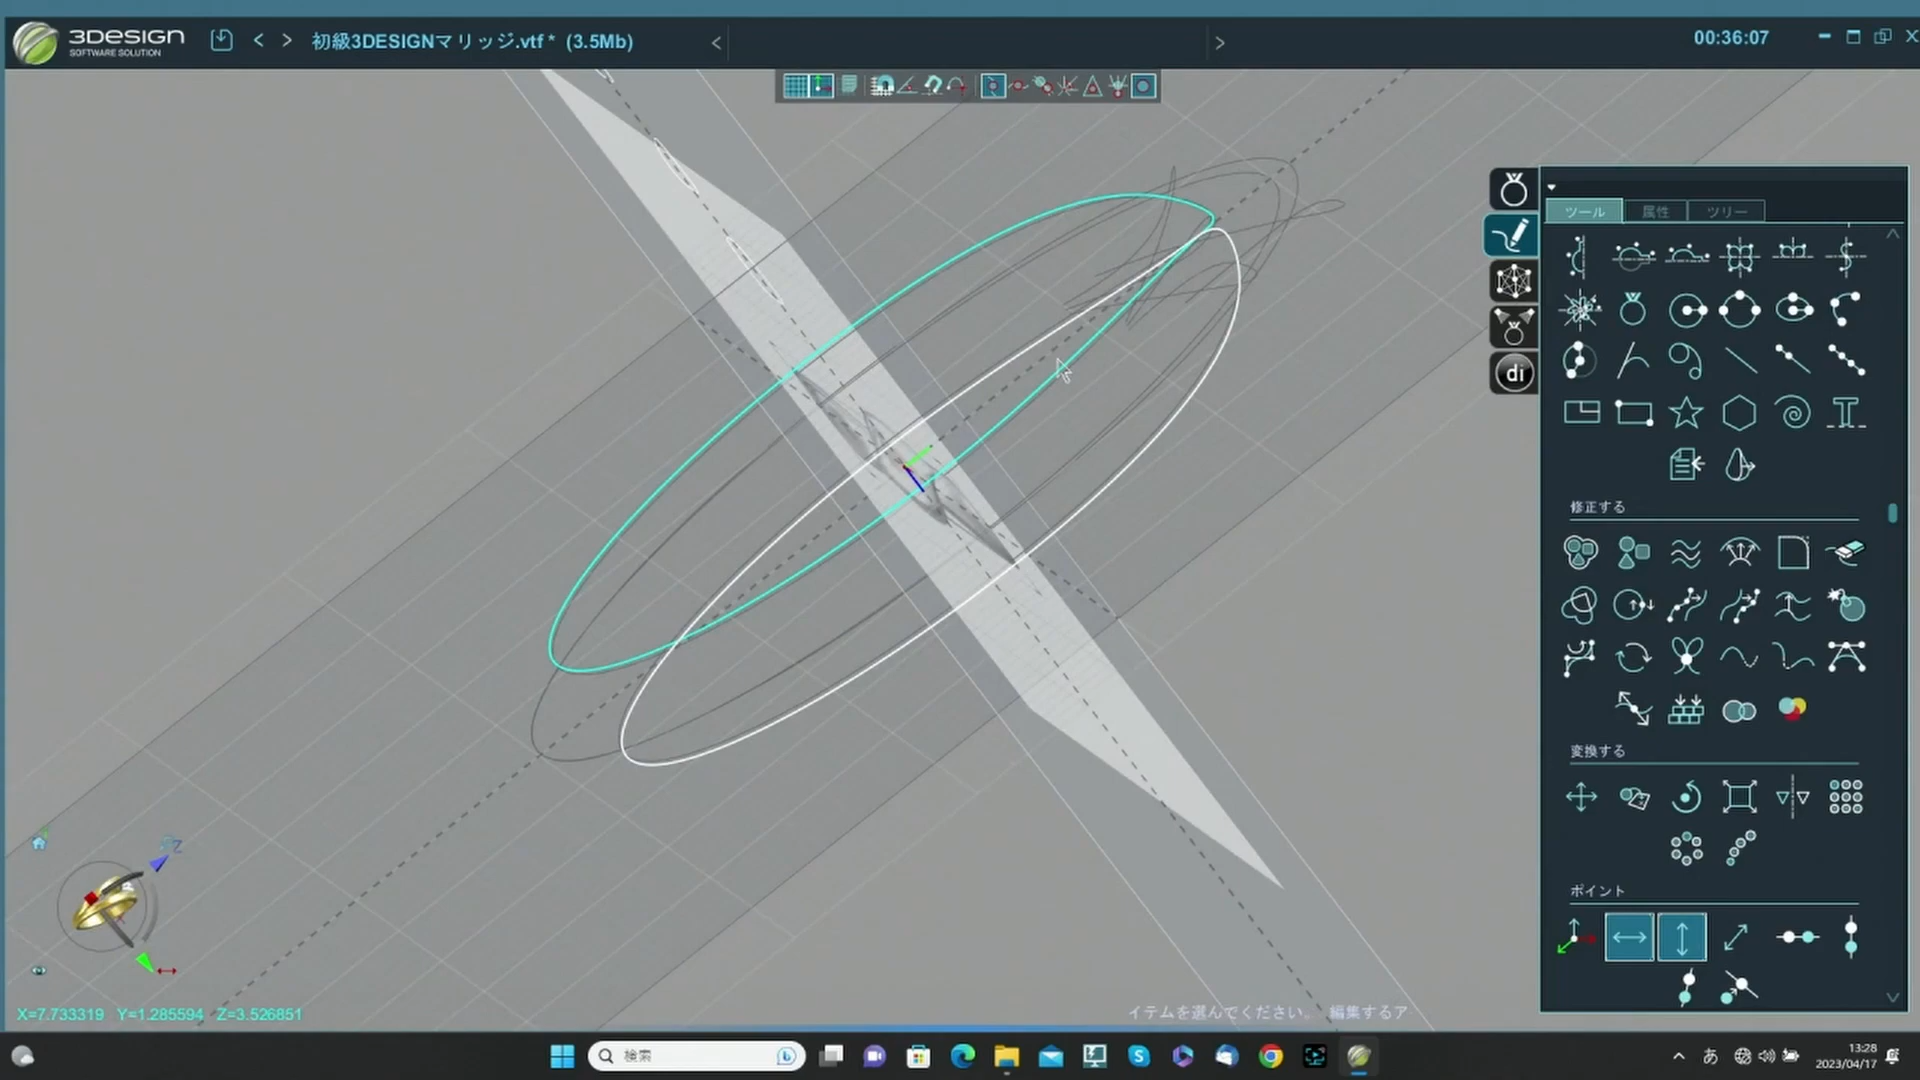 3DESIGN
SOFTWARE SOLUTION
初級3DESIGNマリッジ.vtf * (3.5Mb)
00:36:07
ツール 属性 ツリー
di
修正する
変換する
ポイント
Z
X=7.733319 Y=1.285594 Z=3.526851
イテムを選んでください。 編集するア
検索
あ
13:28
2023/04/17